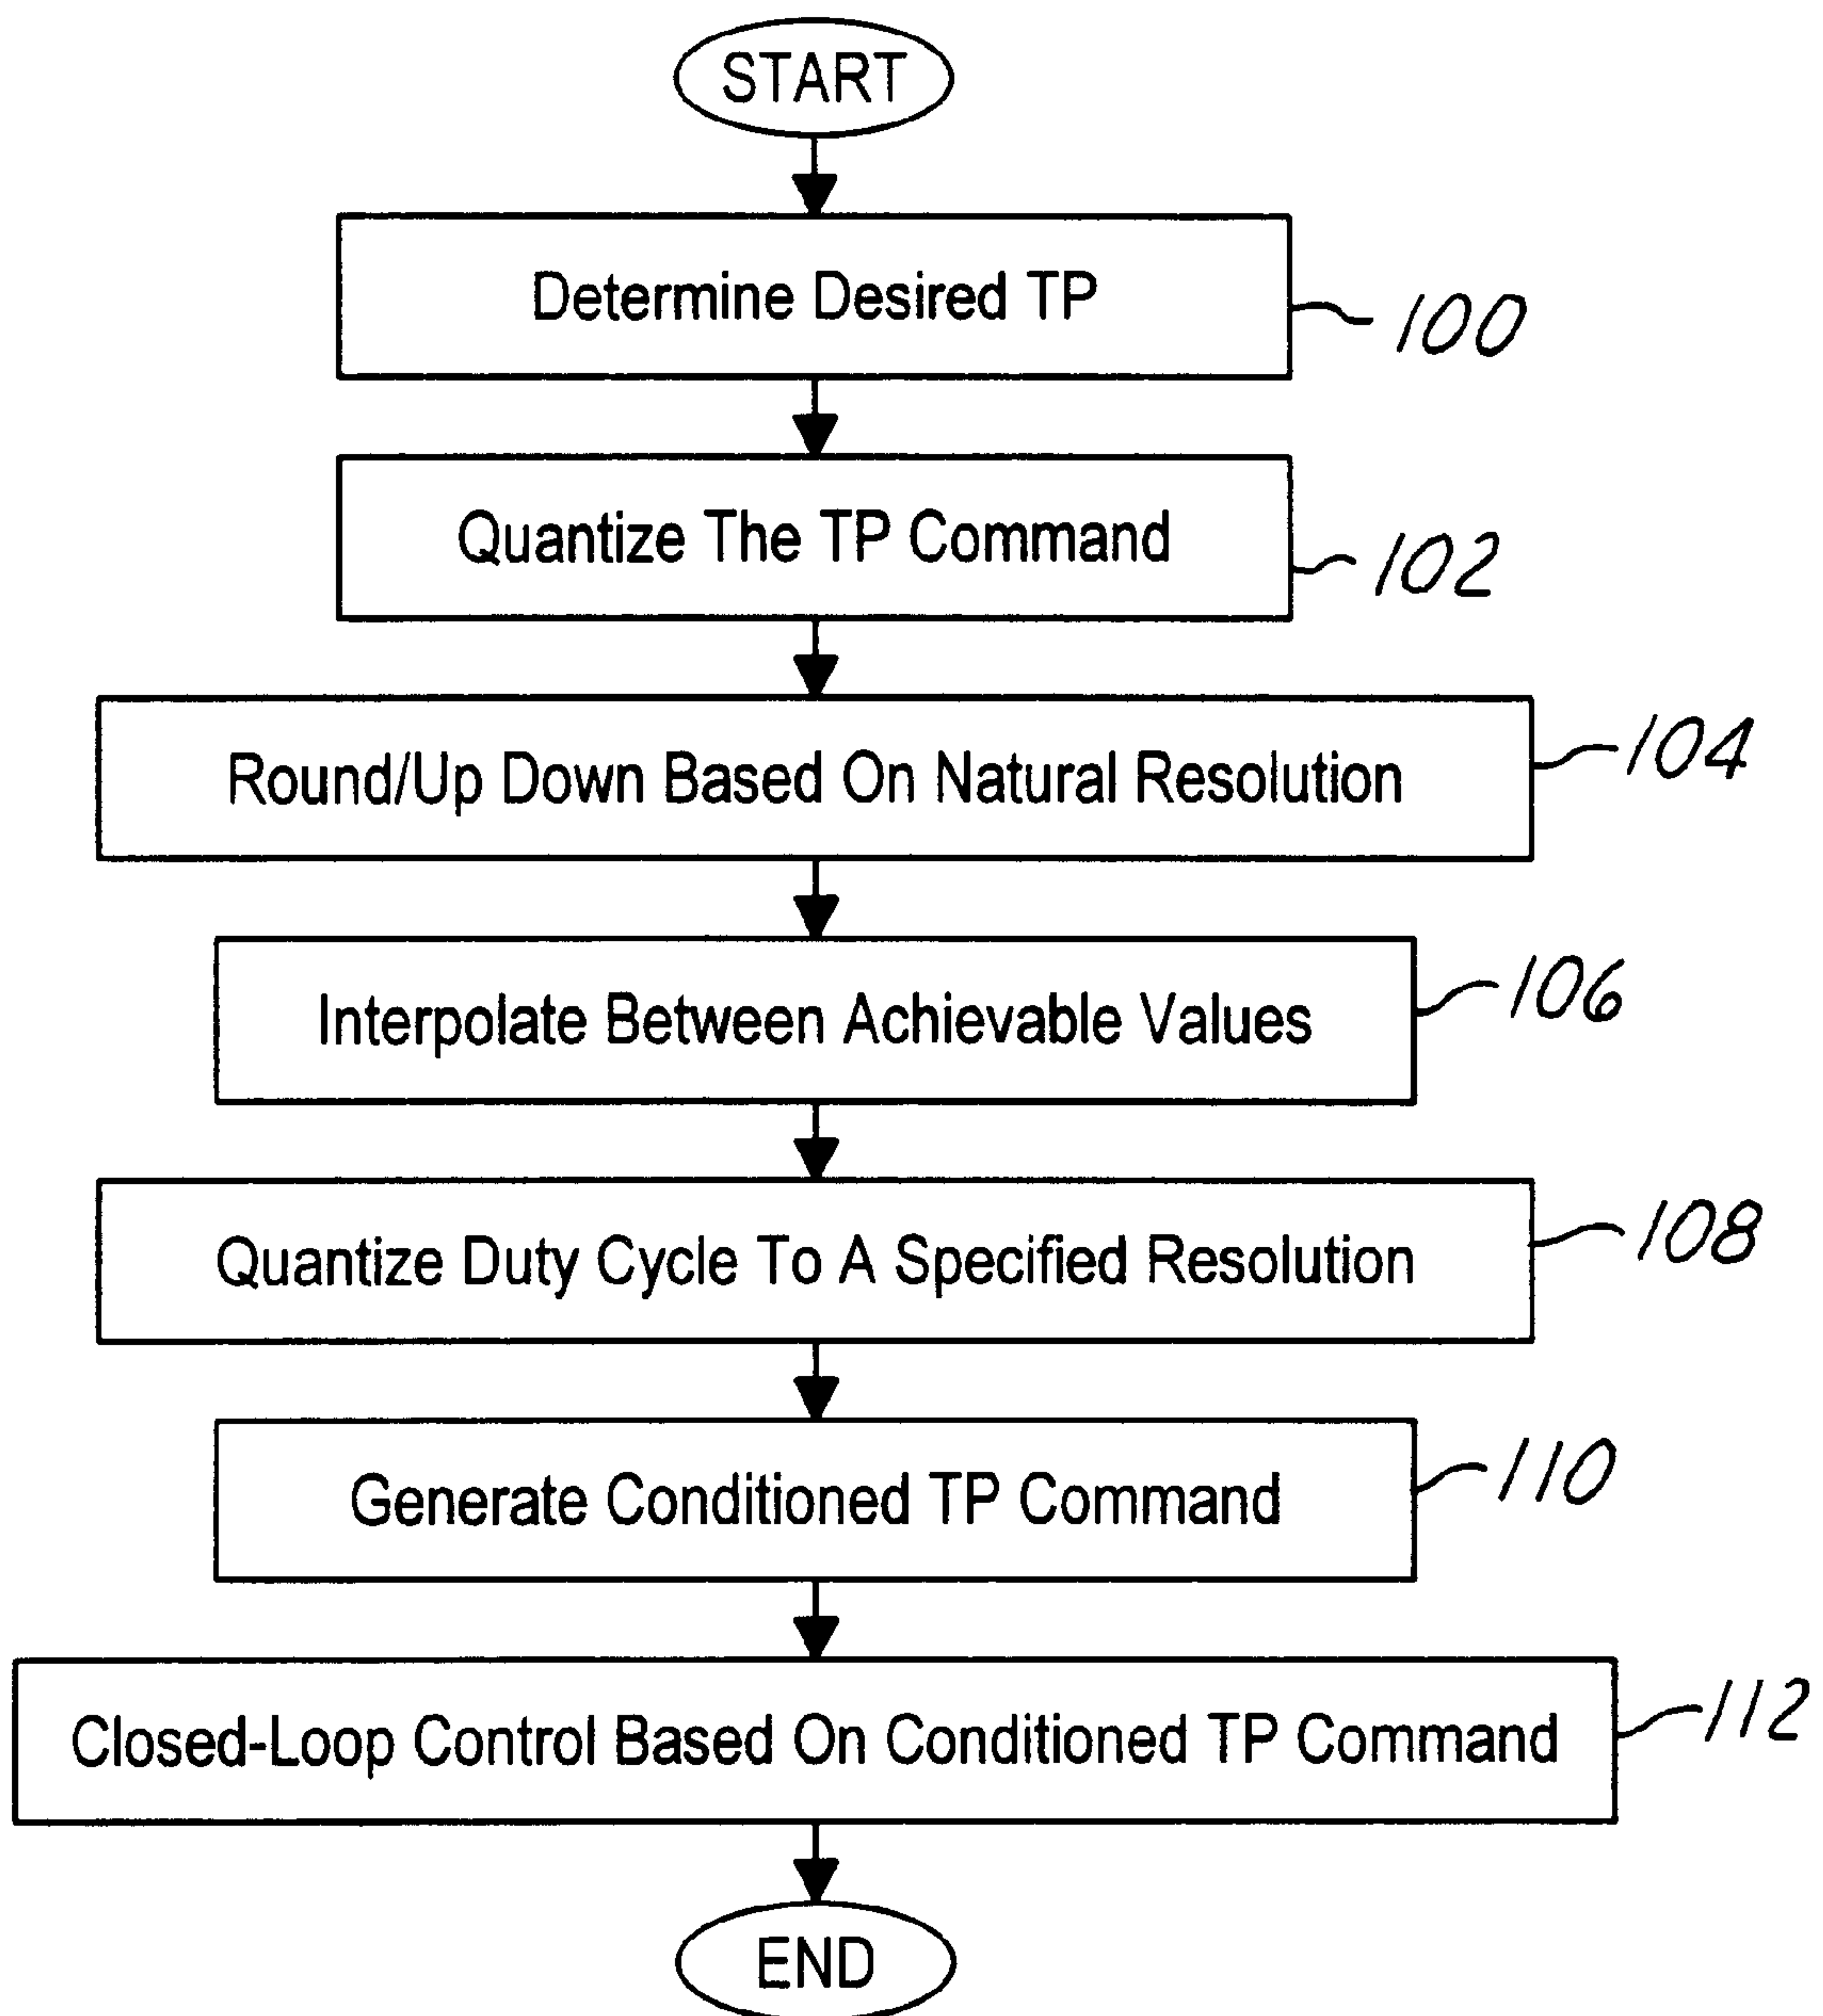 START
Determine Desired TP
100
Quantize The TP Command
102
Round/Up Down Based On Natural Resolution
104
Interpolate Between Achievable Values
106
Quantize Duty Cycle To A Specified Resolution
108
Generate Conditioned TP Command
110
Closed-Loop Control Based On Conditioned TP Command
112
END